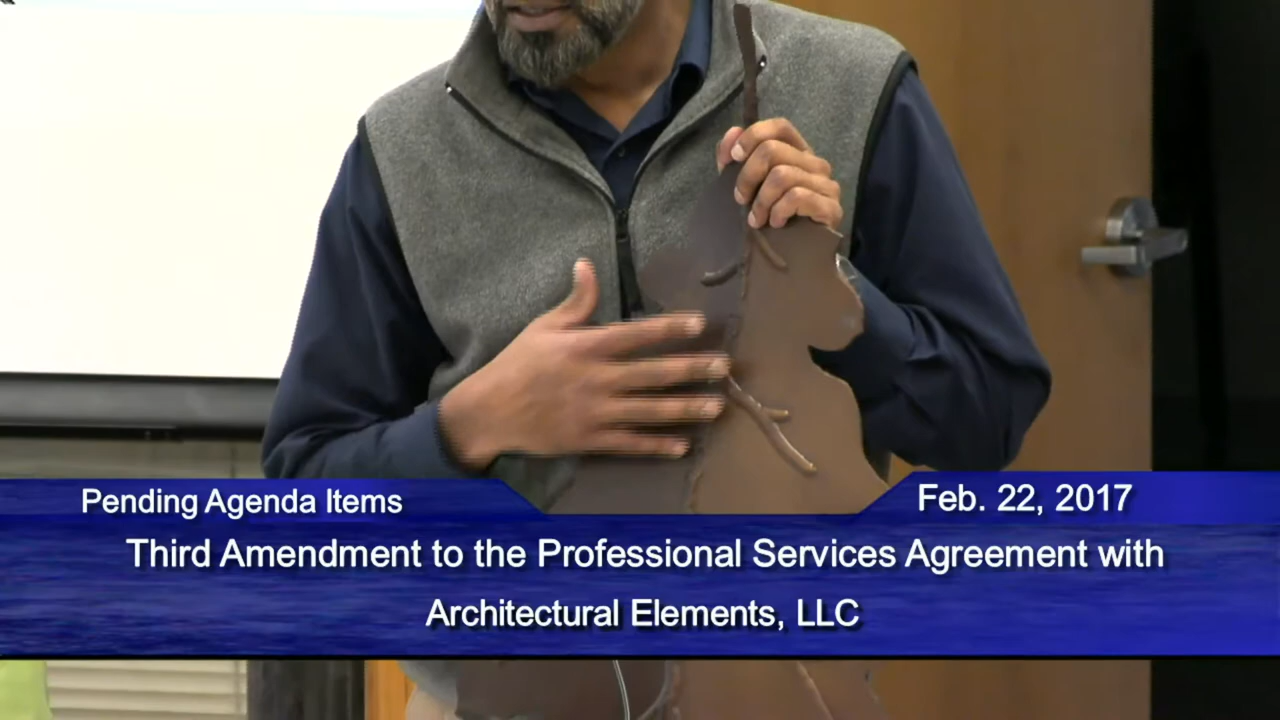 Pending Agenda Items
Feb. 22, 2017
Third Amendment to the Professional Services Agreement with
Architectural Elements, LLC